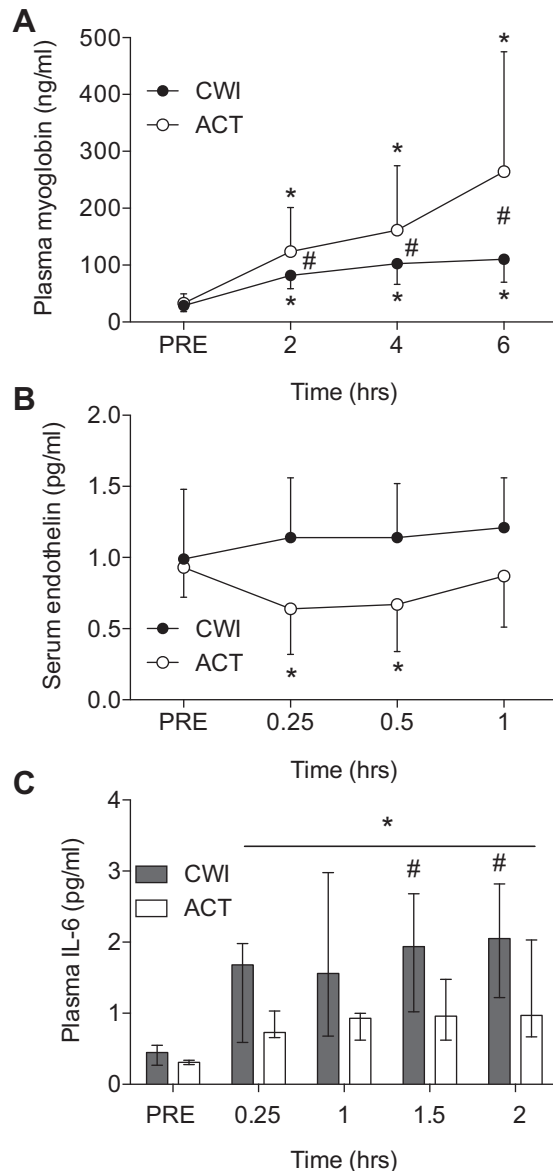 A
Plasma myoglobin (ng/ml)
500
400
300
200
100
0
CWI
ACT
*
*
*
#
#
#
*
*
*
PRE 2 4 6
Time (hrs)
B
Serum endothelin (pg/ml)
2.0
1.5
1.0
0.5
0.0
CWI
ACT
* *
PRE 0.25 0.5 1
Time (hrs)
C
Plasma IL-6 (pg/ml)
4
3
2
1
0
CWI
ACT
*
# #
PRE 0.25 1 1.5 2
Time (hrs)